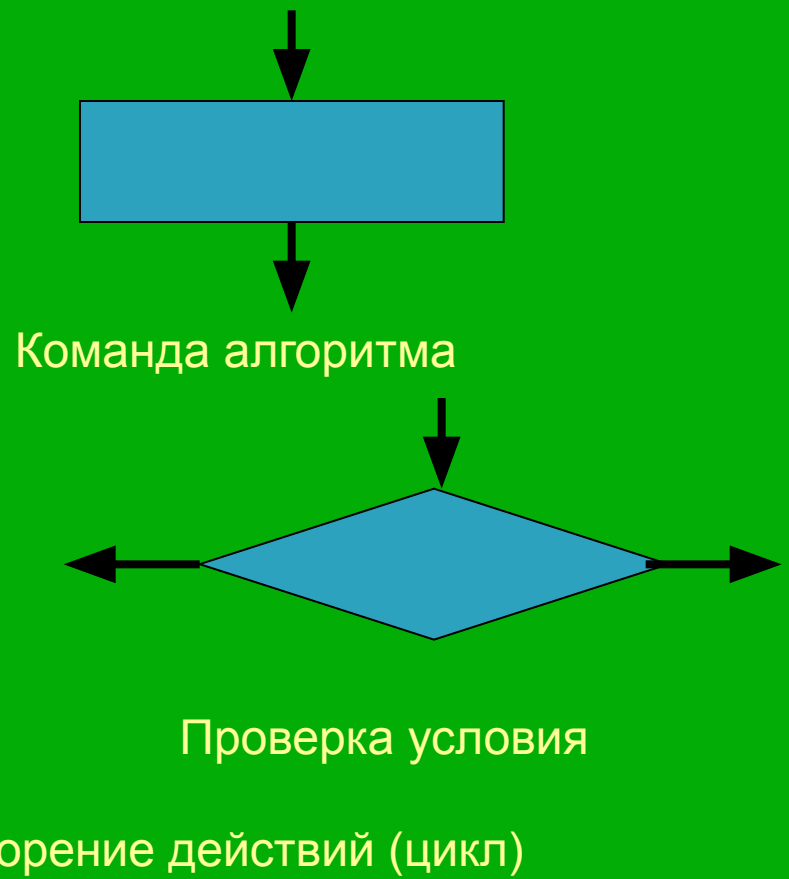 Команда алгоритма
Проверка условия
орение действий (цикл)